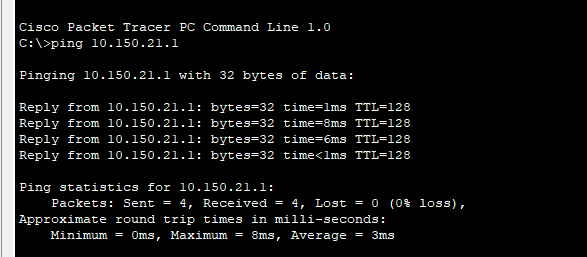 Cisco Packet Tracer PC Command Line 1.0
C:\>ping 10.150.21.1
Pinging 10.150.21.1 with 32 bytes of data:
Reply from 10.150.21.1: bytes=32 time=1ms TTL=128
Reply from 10.150.21.1: bytes=32 time=8ms TTL=128
Reply from 10.150.21.1: bytes=32 time=6ms TTL=128
Reply from 10.150.21.1: bytes=32 time<1ms TTL=128
Ping statistics for 10.150.21.1:
Packets: Sent = 4, Received = 4, Lost = 0 (0% loss),
Approximate round trip times in milli-seconds:
Minimum = 0ms, Maximum = 8ms, Average = 3ms